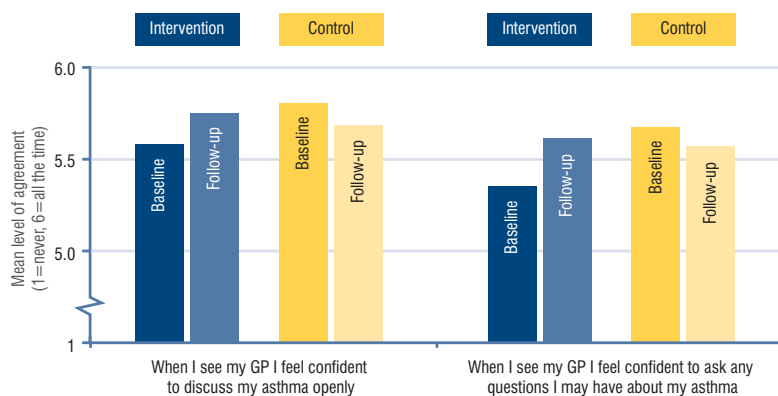 Intervention
Control
Intervention
Control
Mean level of agreement
(1=never, 6=all the time)
6.0
5.5
5.0
1
Baseline
Follow-up
Baseline
Follow-up
Baseline
Follow-up
Baseline
Follow-up
When I see my GP I feel confident
to discuss my asthma openly
When I see my GP I feel confident to ask any
questions I may have about my asthma